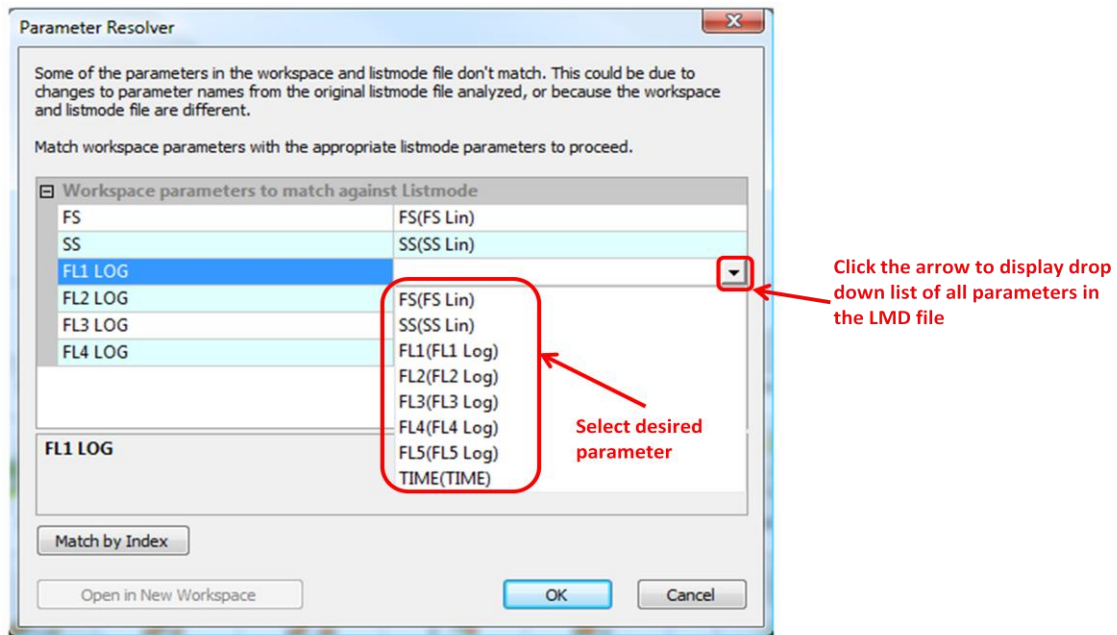 Parameter Resolver
Some of the parameters in the workspace and listmode file don't match. This could be due to
changes to parameter names from the original listmode file analyzed, or because the workspace
and listmode file are different.
Match workspace parameters with the appropriate listmode parameters to proceed.
Workspace parameters to match against Listmode
FS FS(FS Lin)
SS SS(SS Lin)
FL1 LOG
FL2 LOG
FL3 LOG
FL4 LOG
FS(FS Lin)
SS(SS Lin)
FL1(FL1 Log)
FL2(FL2 Log)
FL3(FL3 Log)
FL4(FL4 Log)
FL5(FL5 Log)
TIME(TIME)
Click the arrow to display drop
down list of all parameters in
the LMD file
Select desired
parameter
FL1 LOG
Match by Index
Open in New Workspace OK Cancel